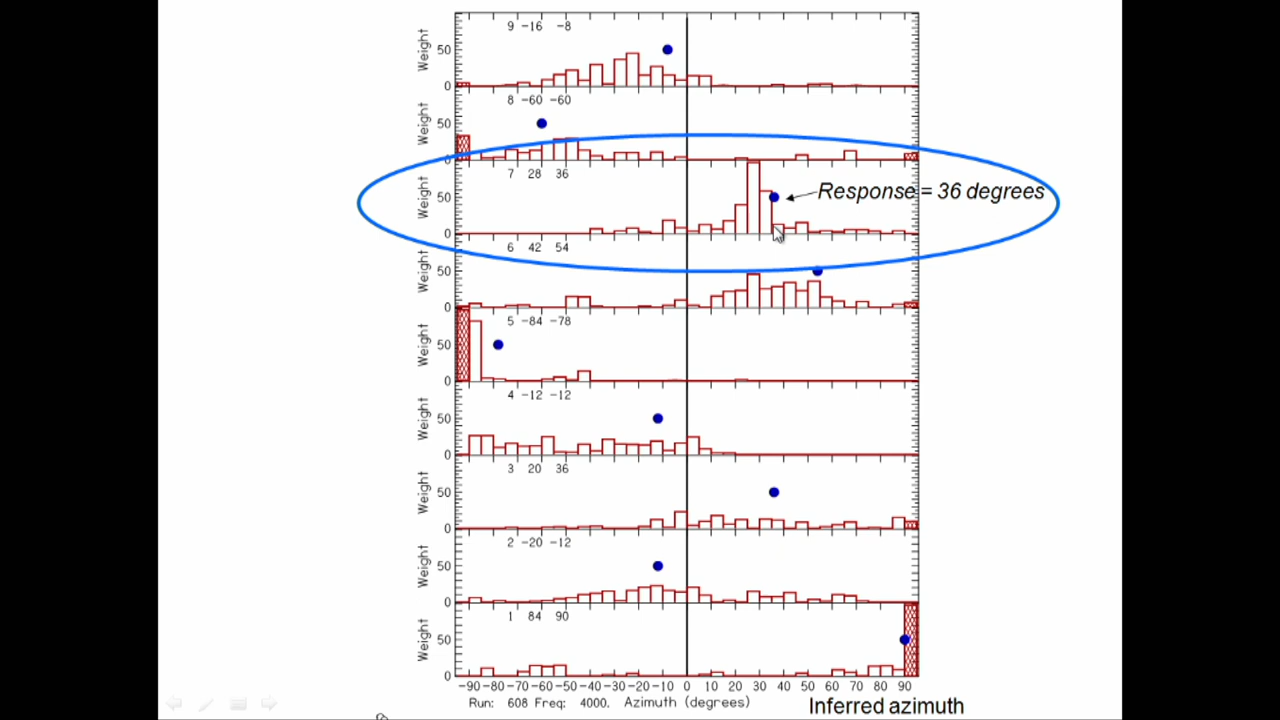 9 -16 -8
Weight
50
0
8 -60 -60
Weight
50
0
7 28 36
Weight
50
0
Response = 36 degrees
6 42 54
Weight
50
0
5 -84 -78
Weight
50
0
4 -12 -12
Weight
50
0
3 20 36
Weight
50
0
2 -20 -12
Weight
50
0
1 84 90
Weight
50
0
-90 -80 -70 -60 -50 -40 -30 -20 -10 0 10 20 30 40 50 60 70 80 90
Run: 608 Freq: 4000. Azimuth (degrees)
Inferred azimuth